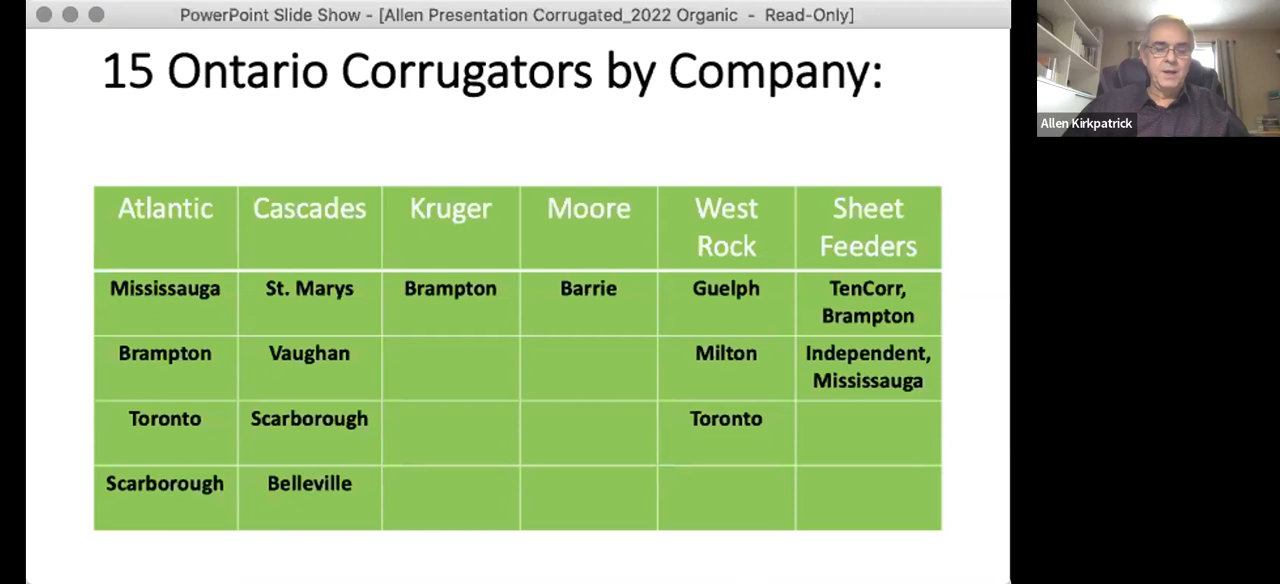 PowerPoint Slide Show - [Allen Presentation Corrugated_2022 Organic - Read-Only]
15 Ontario Corrugators by Company:
Allen Kirkpatrick
Atlantic Cascades Kruger Moore West Rock Sheet Feeders
Mississauga St. Marys Brampton Barrie Guelph TenCorr, Brampton
Brampton Vaughan Milton Independent, Mississauga
Toronto Scarborough Toronto
Scarborough Belleville